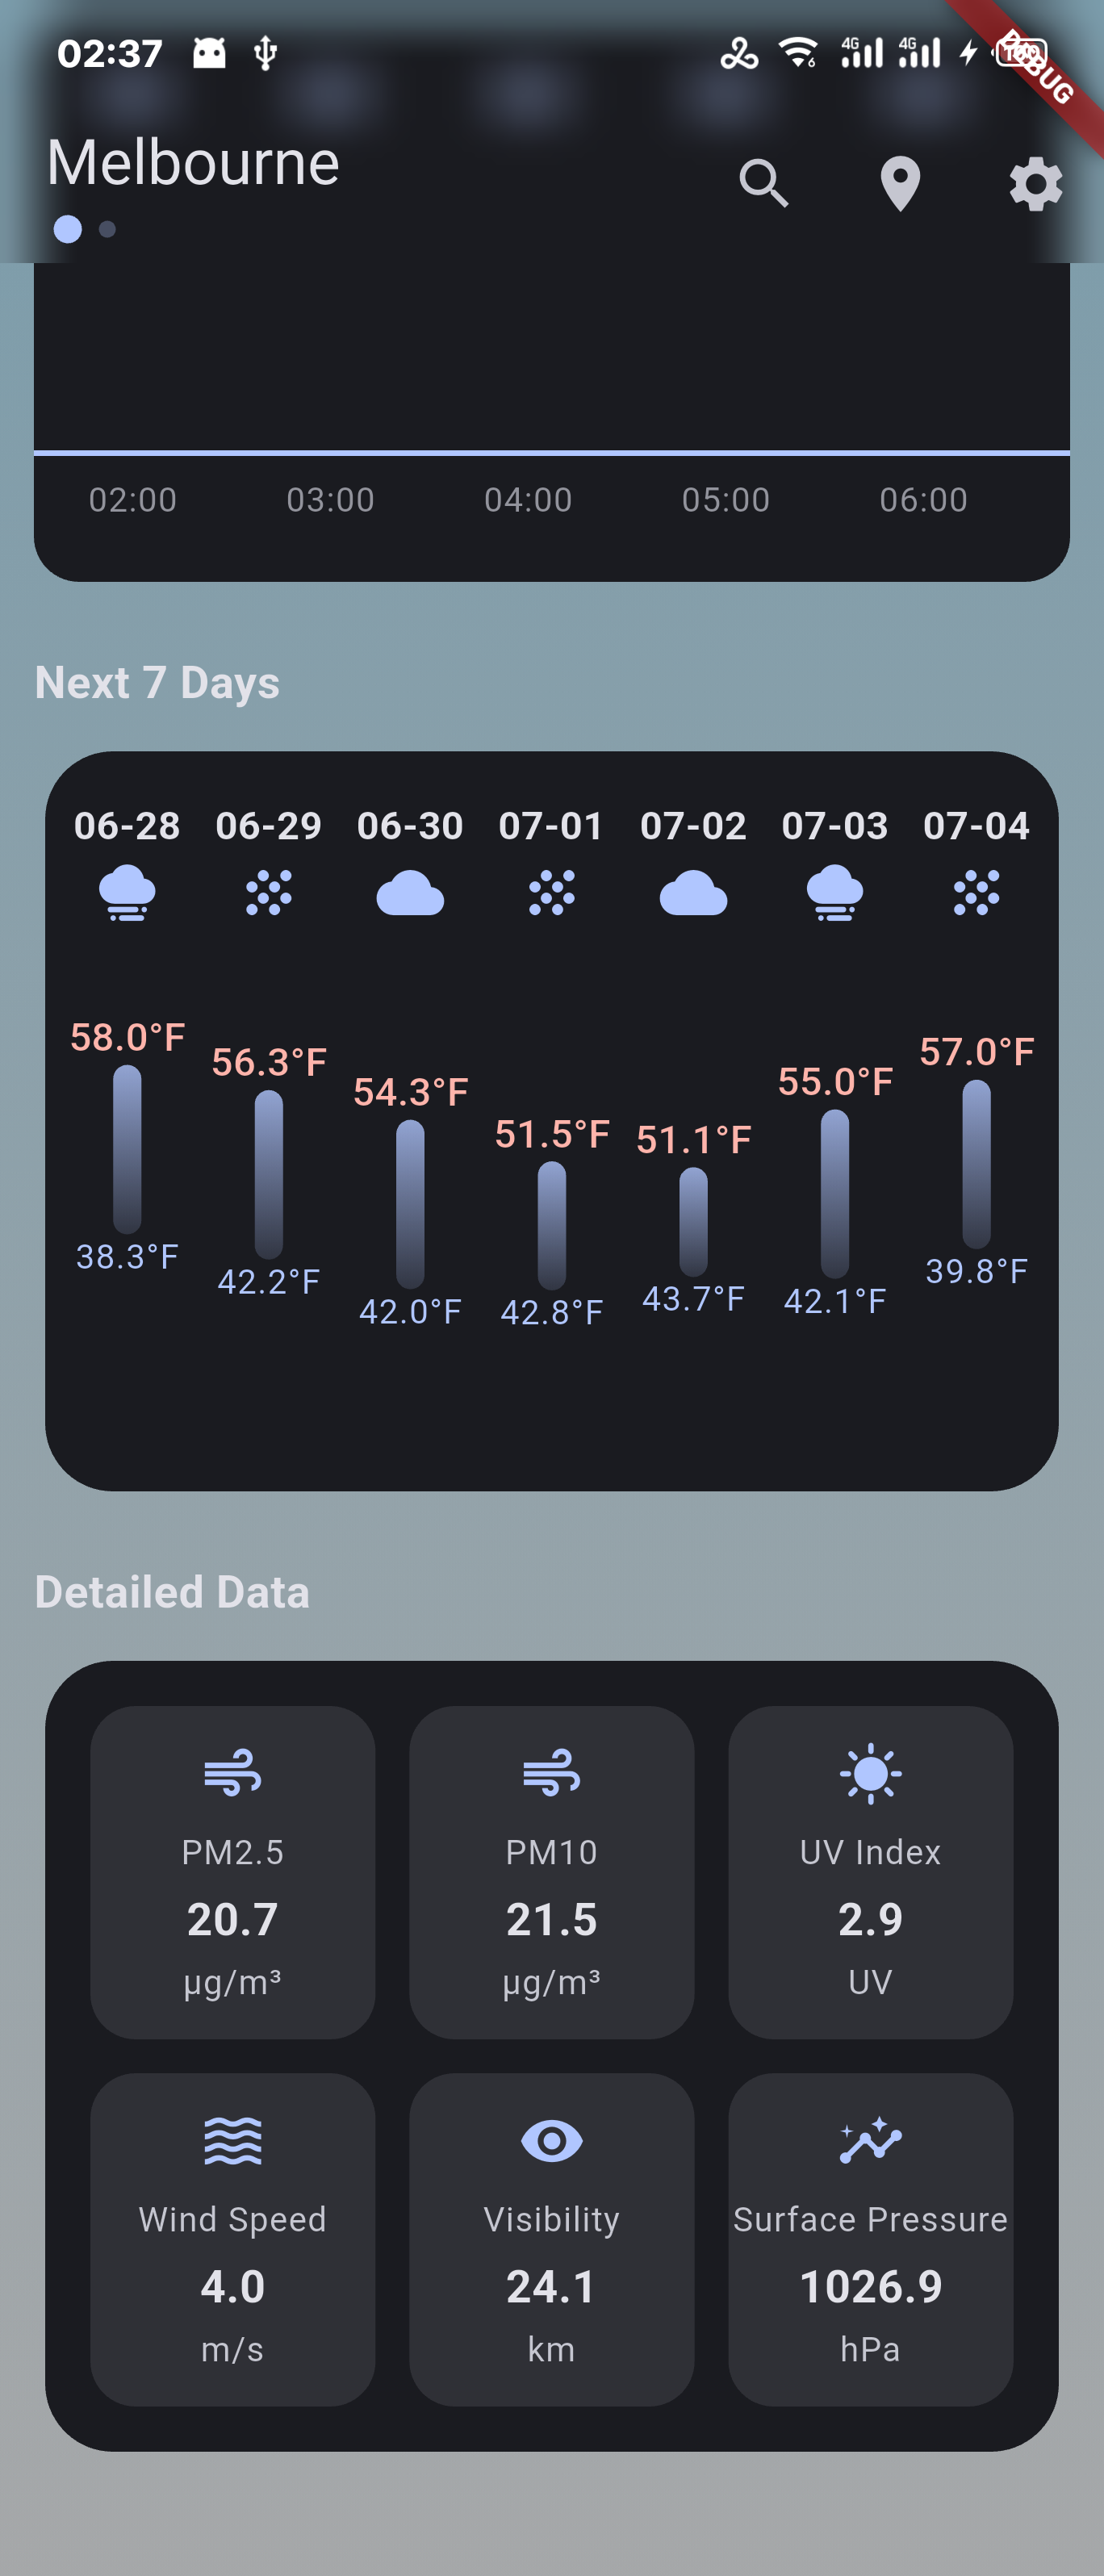 02:37
4G 4G
DEBUG
Melbourne
02:00 03:00 04:00 05:00 06:00
Next 7 Days
06-28 06-29 06-30 07-01 07-02 07-03 07-04
58.0°F 56.3°F 54.3°F 51.5°F 51.1°F 55.0°F 57.0°F
38.3°F 42.2°F 42.0°F 42.8°F 43.7°F 42.1°F 39.8°F
Detailed Data
PM2.5 PM10 UV Index
20.7 21.5 2.9
µg/m³ µg/m³ UV
Wind Speed Visibility Surface Pressure
4.0 24.1 1026.9
m/s km hPa